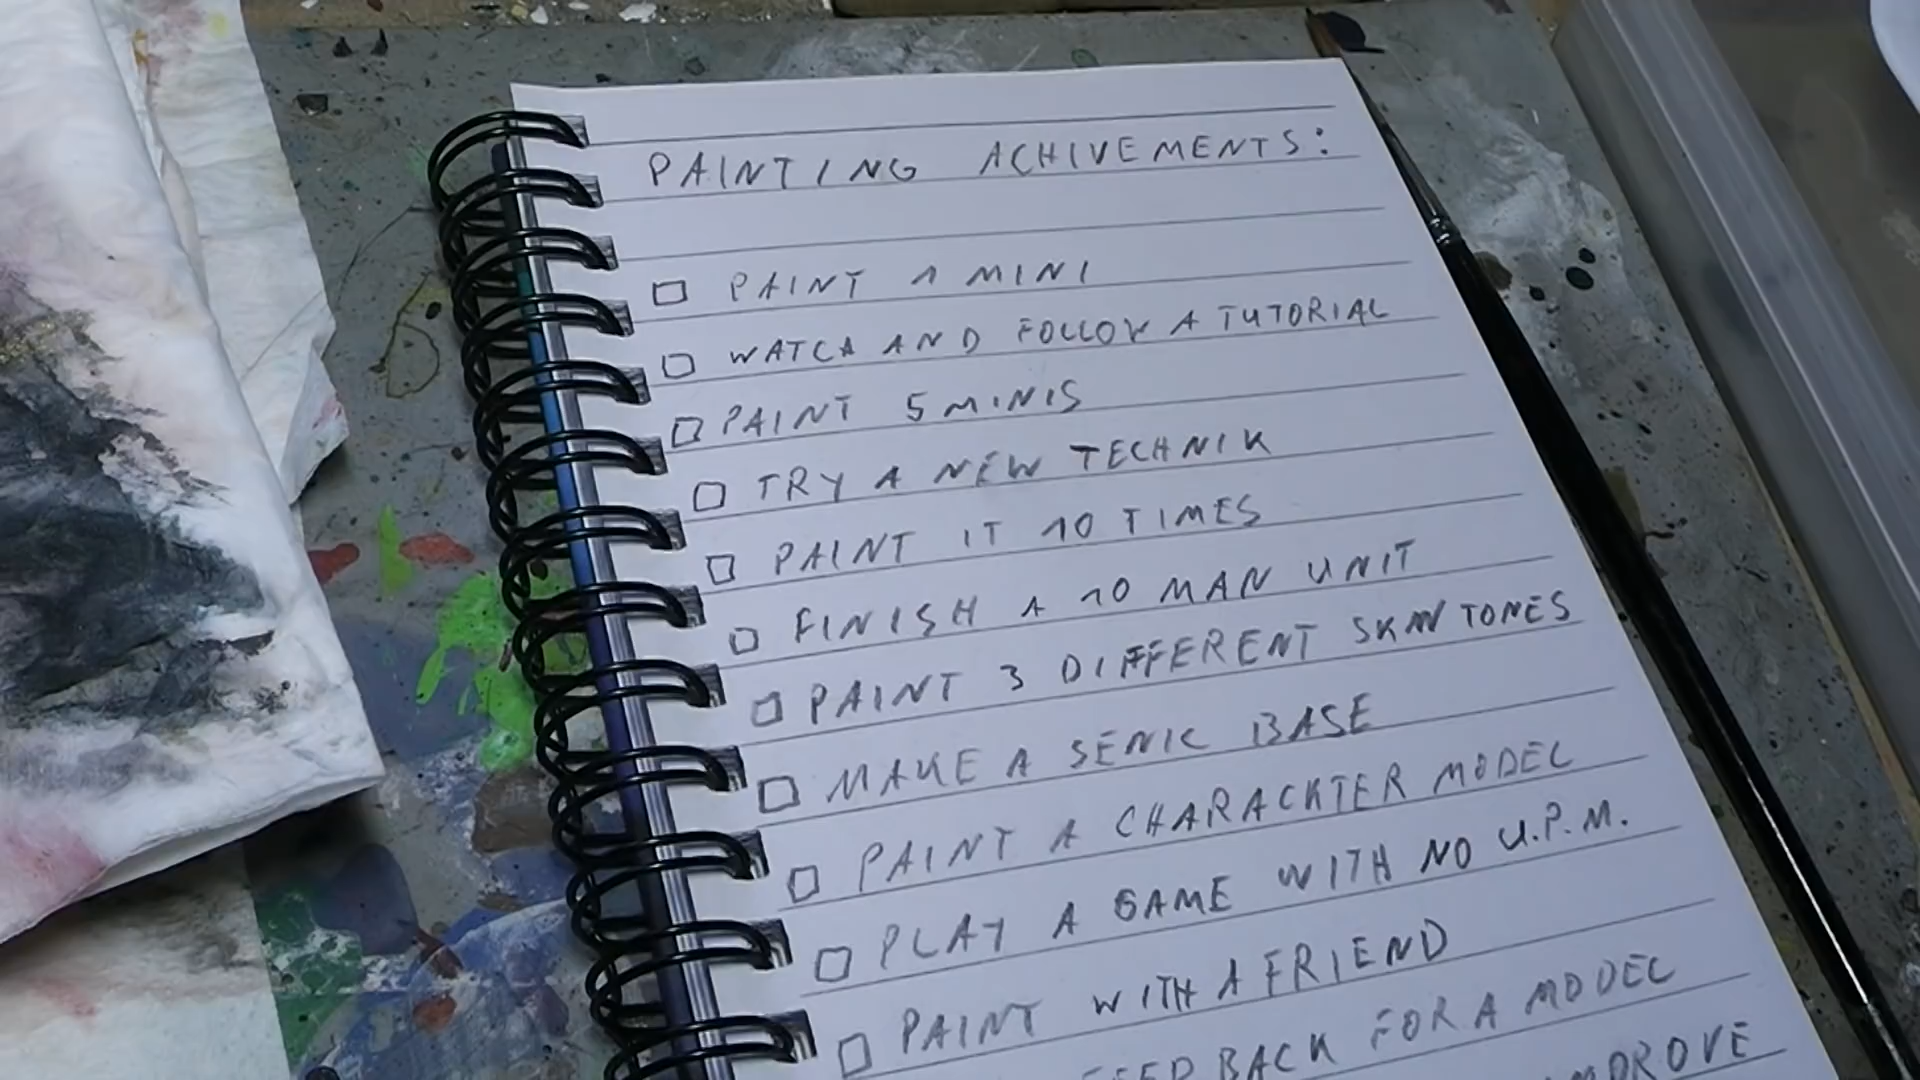 PAINTING ACHIVEMENTS:
PAINT 1 MINI
WATCH AND FOLLOW A TUTORIAL
PAINT 5 MINIS
TRY A NEW TECHNIK
PAINT IT 10 TIMES
FINISH A 10 MAN UNIT
PAINT 3 DIFFERENT SKIN TONES
MAKE A SENIC BASE
PAINT A CHARACKTER MODEL
PLAY A GAME WITH NO U.P.M.
PAINT WITH A FRIEND
FEEDBACK FOR A MODEL
IMPROVE